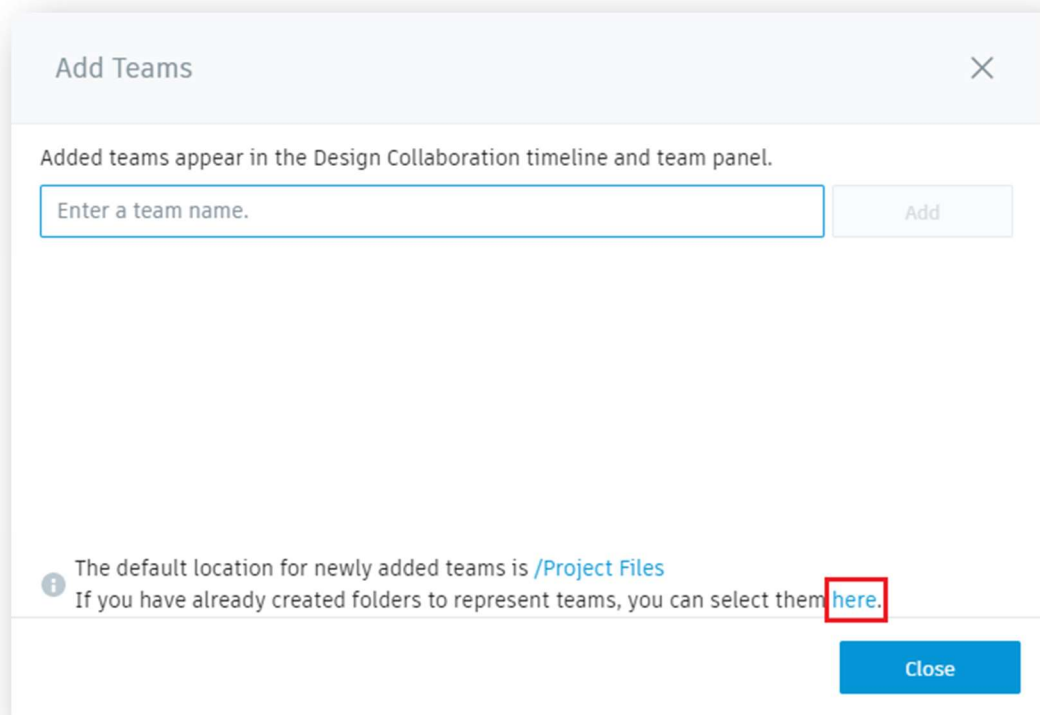 Add Teams
Added teams appear in the Design Collaboration timeline and team panel.
Enter a team name.
Add
The default location for newly added teams is /Project Files
If you have already created folders to represent teams, you can select them here.
Close